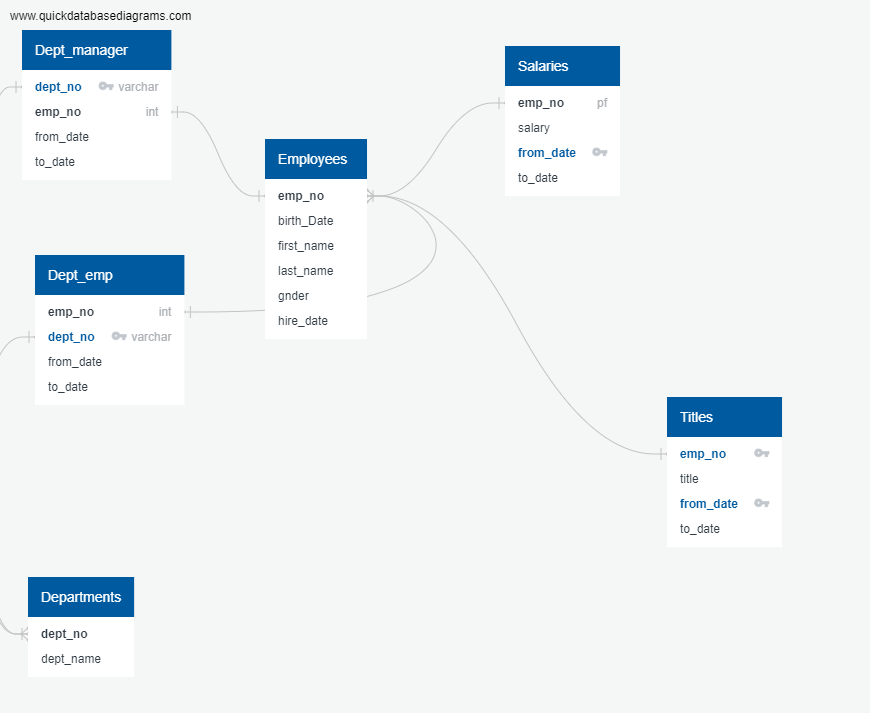 www.quickdatabasediagrams.com
Dept_manager
dept_no varchar
emp_no int
from_date
to_date
Salaries
emp_no pf
salary
from_date
to_date
Employees
emp_no
birth_Date
first_name
last_name
gnder
hire_date
Dept_emp
emp_no int
dept_no varchar
from_date
to_date
Titles
emp_no
title
from_date
to_date
Departments
dept_no
dept_name